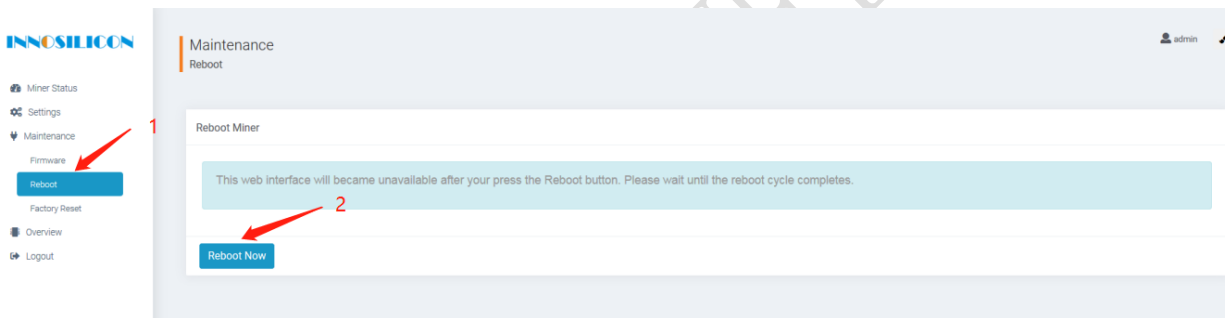 INNOSILICON
Miner Status
Settings
Maintenance
Firmware
Reboot
Factory Reset
Overview
Logout
1
Maintenance
Reboot
admin
Reboot Miner
This web interface will became unavailable after your press the Reboot button. Please wait until the reboot cycle completes.
2
Reboot Now